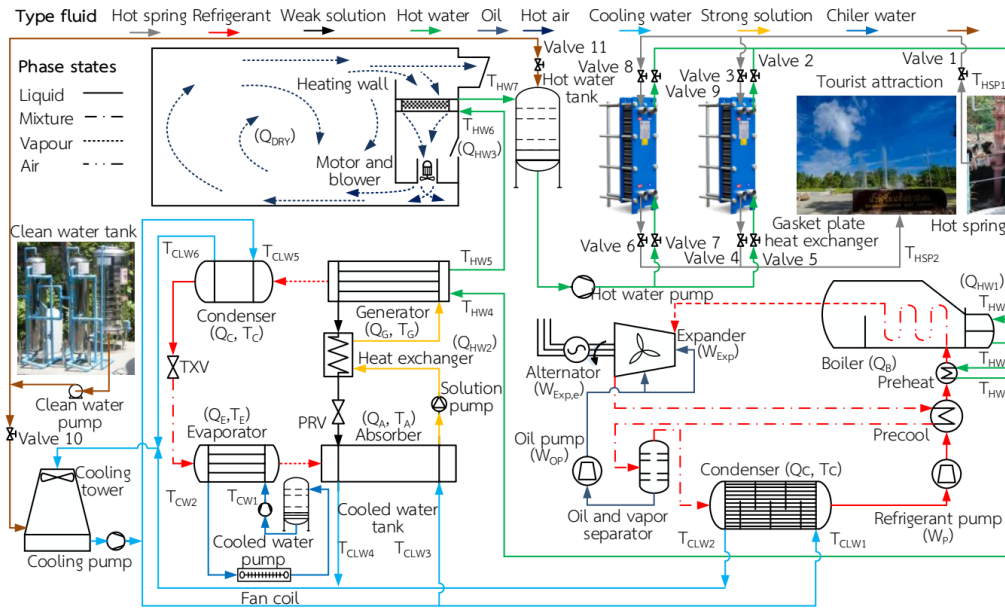 Type fluid
Hot spring
Refrigerant
Weak solution
Hot water
Oil
Hot air
Cooling water
Strong solution
Chiler water
Phase states
Liquid
Mixture
Vapour
Air
Heating wall
(QDRY)
Motor and
blower
THW7
THW6
(QHW3)
Valve 11
Hot water
tank
Valve 8
Valve 3
Valve 9
Valve 2
Valve 1
THSP1
Tourist attraction
Gasket plate
heat exchanger
Hot spring
Valve 6
Valve 7
Valve 4
Valve 5
THSP2
Hot water pump
Clean water tank
Clean water
pump
Valve 10
Cooling
tower
Cooling pump
TCLW6
TCLW5
Condenser
(QC, TC)
TXV
THW5
THW4
Generator
(QG, TG)
(QHW2)
Heat exchanger
Solution
pump
PRV
(QE,TE)
Evaporator
(QA, TA)
Absorber
TCW2
TCW1
Cooled water
tank
Cooled water
pump
TCLW4
TCLW3
Fan coil
Expander
(WExp)
Alternator
(WExp,e)
Oil pump
(WOP)
Oil and vapor
separator
(QHW1)
THW
Boiler (QB)
Preheat
THW
Precool
Condenser (QC, TC)
Refrigerant pump
(WP)
TCLW2
TCLW1